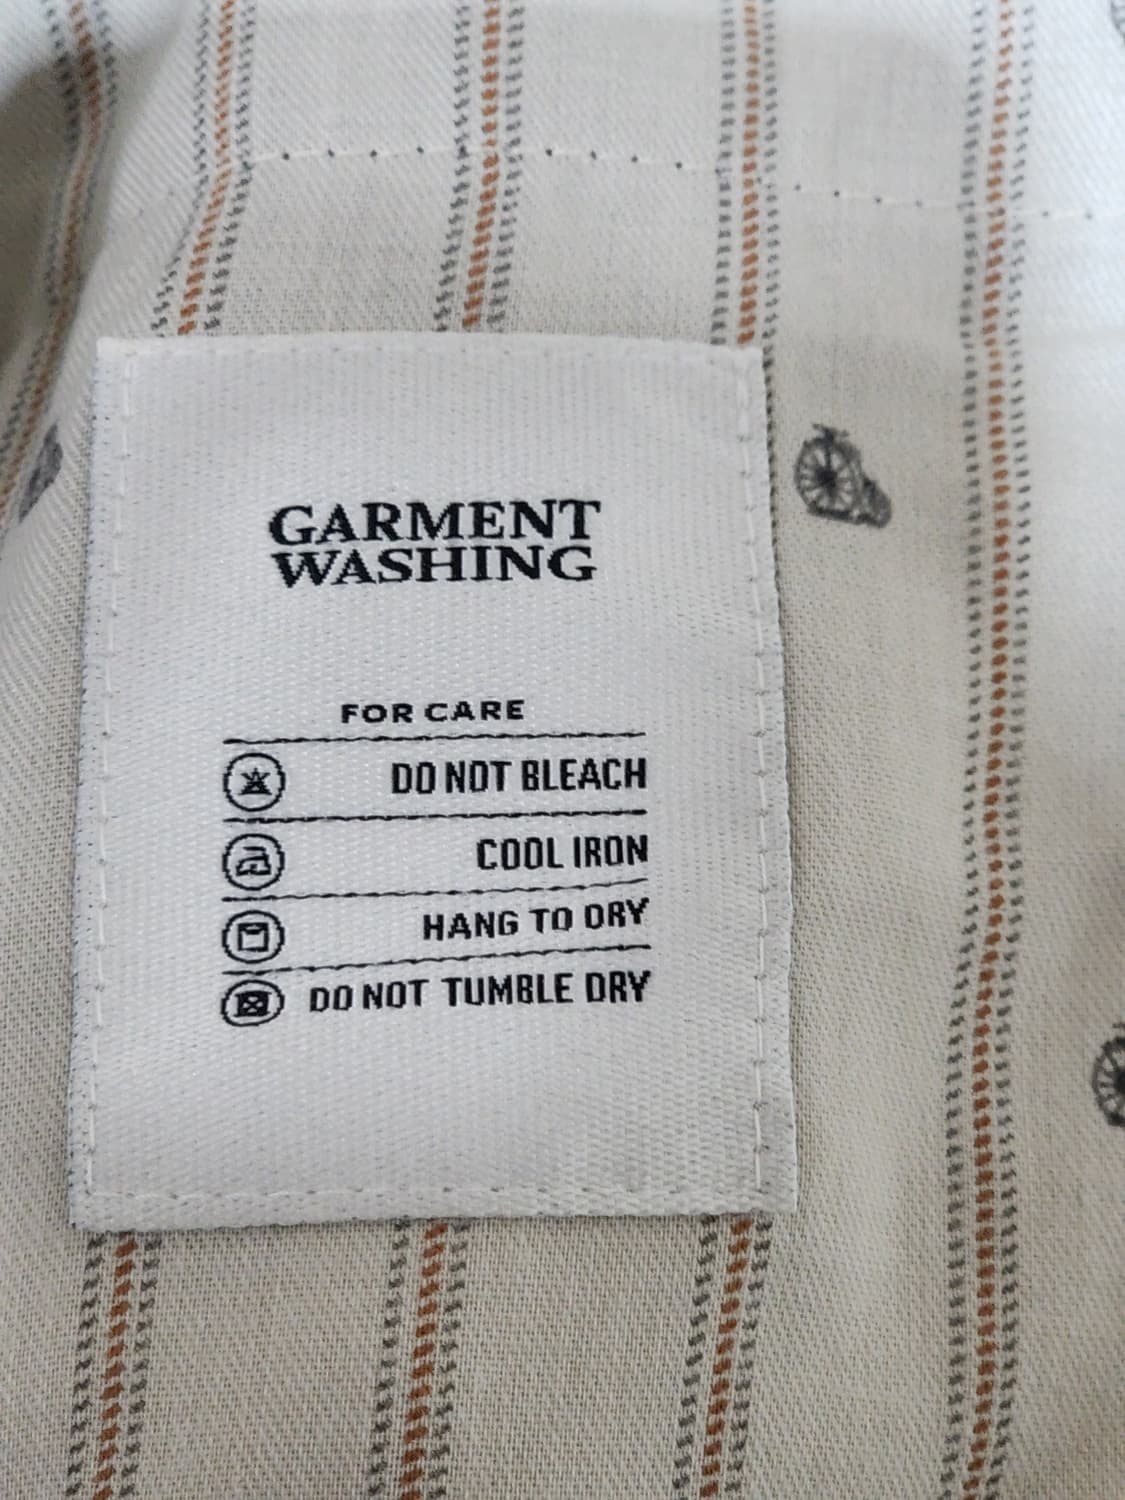 GARMENT
WASHING
FOR CARE
DO NOT BLEACH
COOL IRON
HANG TO DRY
DO NOT TUMBLE DRY